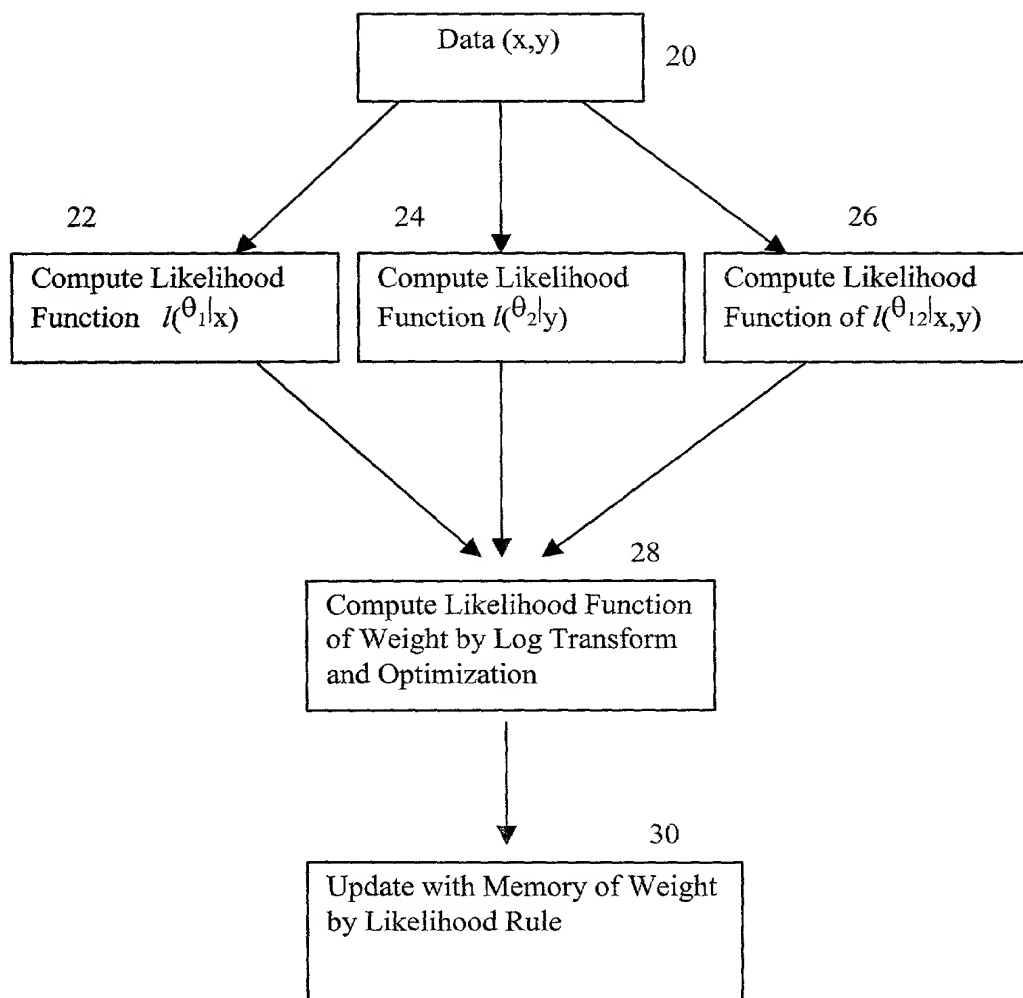 Data (x,y)
20
22
24
26
Compute Likelihood
Function l(θ1|x)
Compute Likelihood
Function l(θ2|y)
Compute Likelihood
Function of l(θ12|x,y)
28
Compute Likelihood Function
of Weight by Log Transform
and Optimization
30
Update with Memory of Weight
by Likelihood Rule